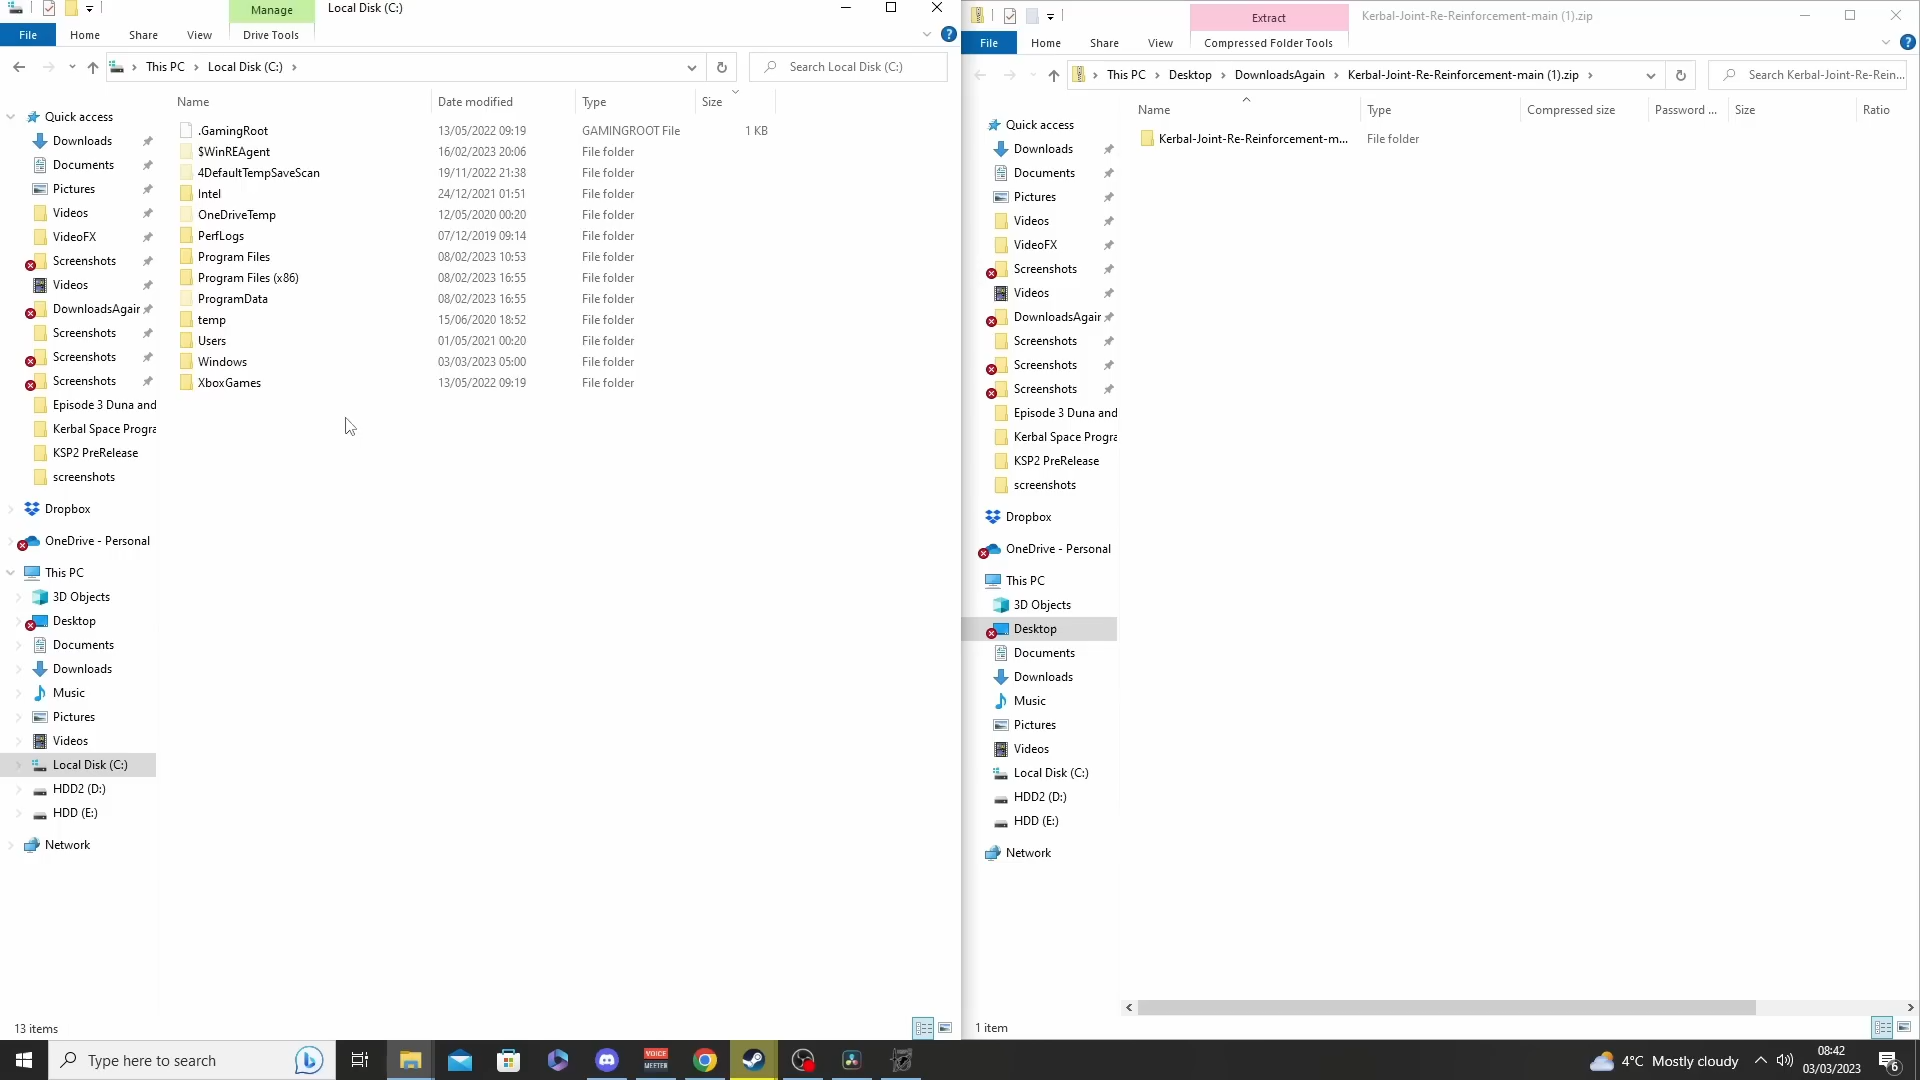 Manage
Local Disk (C:)
File
Home
Share
View
Drive Tools
This PC
Local Disk (C:)
Search Local Disk (C:)
Name
Date modified
Type
Size
Quick access
Downloads
Documents
Pictures
Videos
VideoFX
Screenshots
Videos
DownloadsAgain
Screenshots
Screenshots
Screenshots
Episode 3 Duna and
Kerbal Space Progra
KSP2 PreRelease
screenshots
Dropbox
OneDrive - Personal
This PC
3D Objects
Desktop
Documents
Downloads
Music
Pictures
Videos
Local Disk (C:)
HDD2 (D:)
HDD (E:)
Network
.GamingRoot 13/05/2022 09:19 GAMINGROOT File 1 KB
$WinREAgent 16/02/2023 20:06 File folder
4DefaultTempSaveScan 19/11/2022 21:38 File folder
Intel 24/12/2021 01:51 File folder
OneDriveTemp 12/05/2020 00:20 File folder
PerfLogs 07/12/2019 09:14 File folder
Program Files 08/02/2023 10:53 File folder
Program Files (x86) 08/02/2023 16:55 File folder
ProgramData 08/02/2023 16:55 File folder
temp 15/06/2020 18:52 File folder
Users 01/05/2021 00:20 File folder
Windows 03/03/2023 05:00 File folder
XboxGames 13/05/2022 09:19 File folder
13 items
Extract
Kerbal-Joint-Re-Reinforcement-main (1).zip
File
Home
Share
View
Compressed Folder Tools
This PC
Desktop
DownloadsAgain
Kerbal-Joint-Re-Reinforcement-main (1).zip
Search Kerbal-Joint-Re-Rein...
Name
Type
Compressed size
Password ...
Size
Ratio
Quick access
Downloads
Documents
Pictures
Videos
VideoFX
Screenshots
Videos
DownloadsAgain
Screenshots
Screenshots
Screenshots
Episode 3 Duna and
Kerbal Space Progra
KSP2 PreRelease
screenshots
Dropbox
OneDrive - Personal
This PC
3D Objects
Desktop
Documents
Downloads
Music
Pictures
Videos
Local Disk (C:)
HDD2 (D:)
HDD (E:)
Network
Kerbal-Joint-Re-Reinforcement-m... File folder
1 item
Type here to search
VOICE
MEETER
4°C Mostly cloudy
08:42
03/03/2023
6